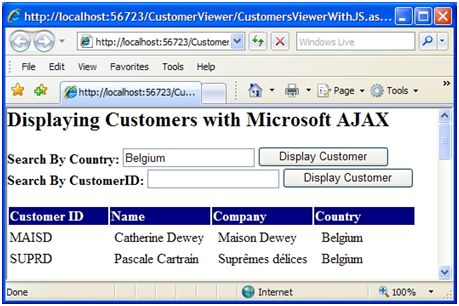 http://localhost:56723/CustomerViewer/CustomersViewerWithJS.as...
http://localhost:56723/Customer
Windows Live
File Edit View Favorites Tools Help
http://localhost:56723/Cu...
Page Tools
Displaying Customers with Microsoft AJAX
Search By Country: Belgium Display Customer
Search By CustomerID: Display Customer
Customer ID Name Company Country
MAISD Catherine Dewey Maison Dewey Belgium
SUPRD Pascale Cartrain Suprêmes délices Belgium
Done Internet 100%